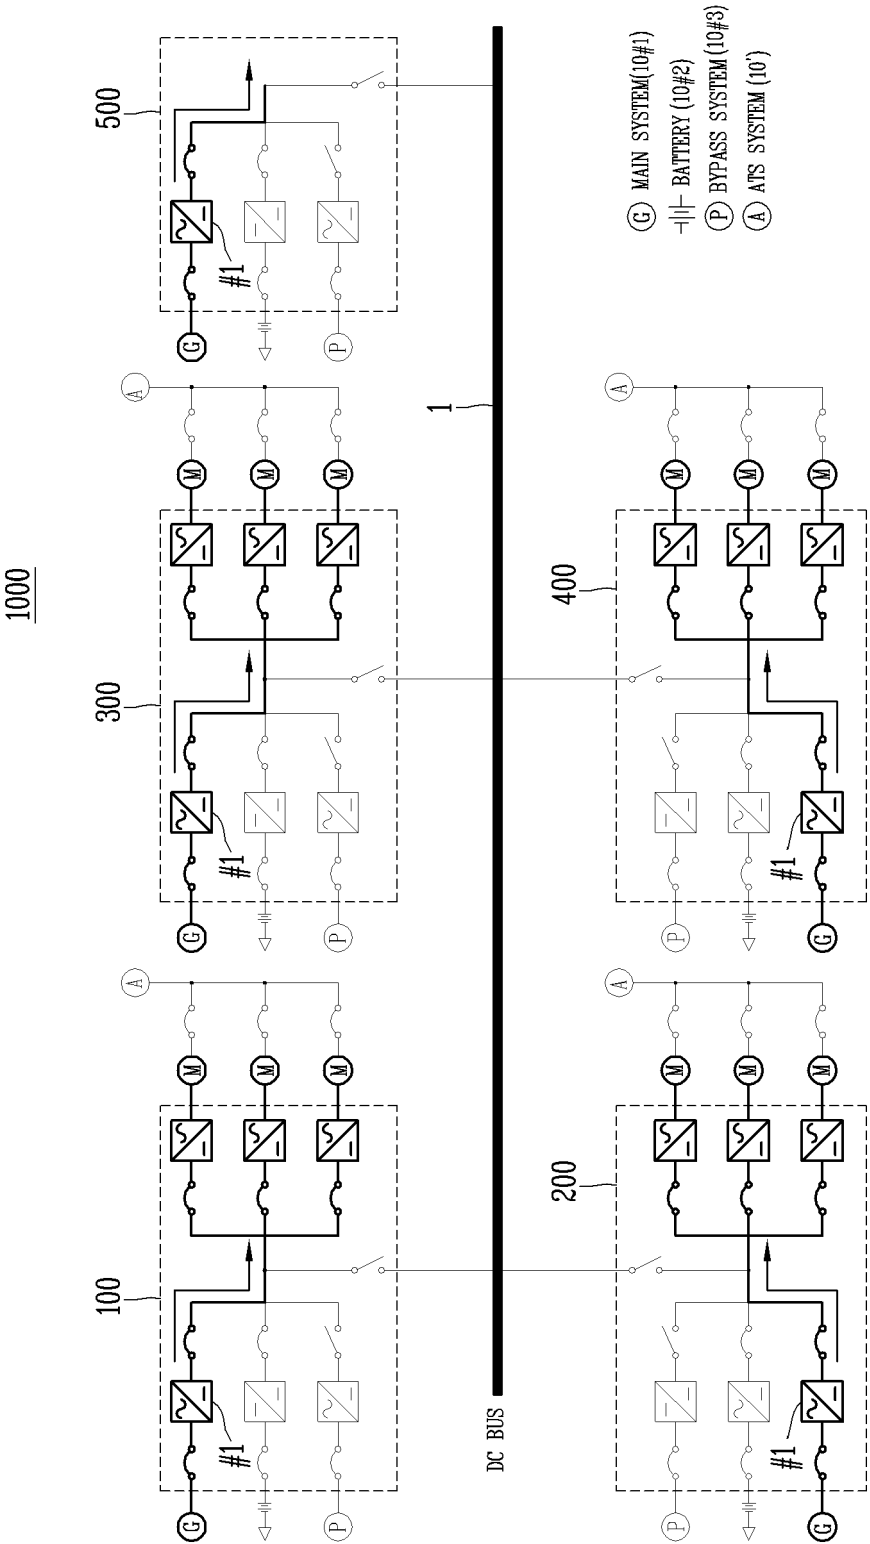 1000
100
300
500
G
#1
P
A
M
M
M
G
#1
P
A
M
M
M
G
#1
P
DC BUS
1
200
400
P
G
#1
A
M
M
M
P
G
#1
A
M
M
M
G MAIN SYSTEM(10#1)
BATTERY(10#2)
P BYPASS SYSTEM(10#3)
A ATS SYSTEM(10')